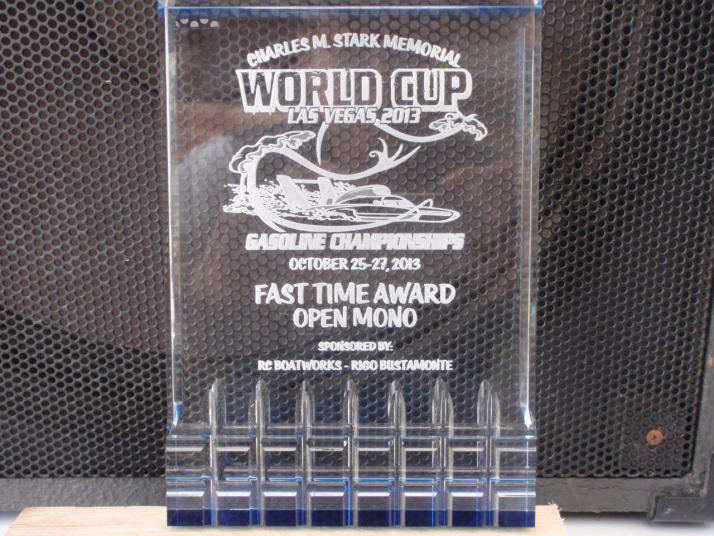 CHARLES M. STARK MEMORIAL
WORLD CUP
LAS VEGAS 2013
GASOLINE CHAMPIONSHIPS
OCTOBER 25-27, 2013
FAST TIME AWARD
OPEN MONO
SPONSORED BY:
RC BOATWORKS - RIGO BUSTAMONTE